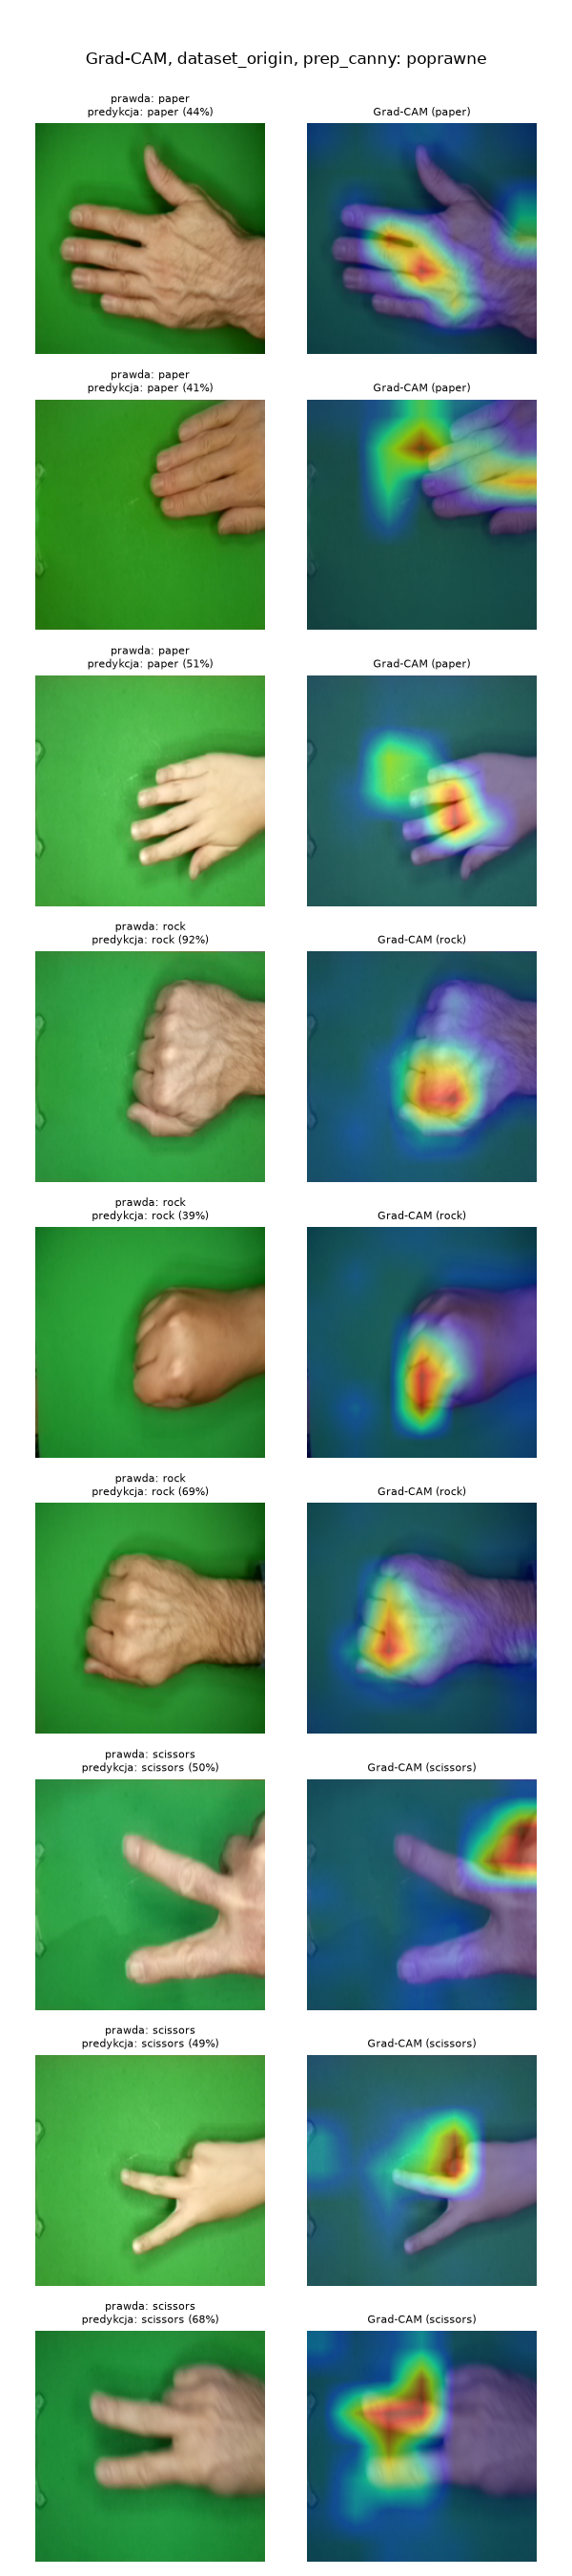 Grad-CAM, dataset_origin, prep_canny: poprawne
prawda: paper
predykcja: paper (44%)
Grad-CAM (paper)
prawda: paper
predykcja: paper (41%)
Grad-CAM (paper)
prawda: paper
predykcja: paper (51%)
Grad-CAM (paper)
prawda: rock
predykcja: rock (92%)
Grad-CAM (rock)
prawda: rock
predykcja: rock (39%)
Grad-CAM (rock)
prawda: rock
predykcja: rock (69%)
Grad-CAM (rock)
prawda: scissors
predykcja: scissors (50%)
Grad-CAM (scissors)
prawda: scissors
predykcja: scissors (49%)
Grad-CAM (scissors)
prawda: scissors
predykcja: scissors (68%)
Grad-CAM (scissors)